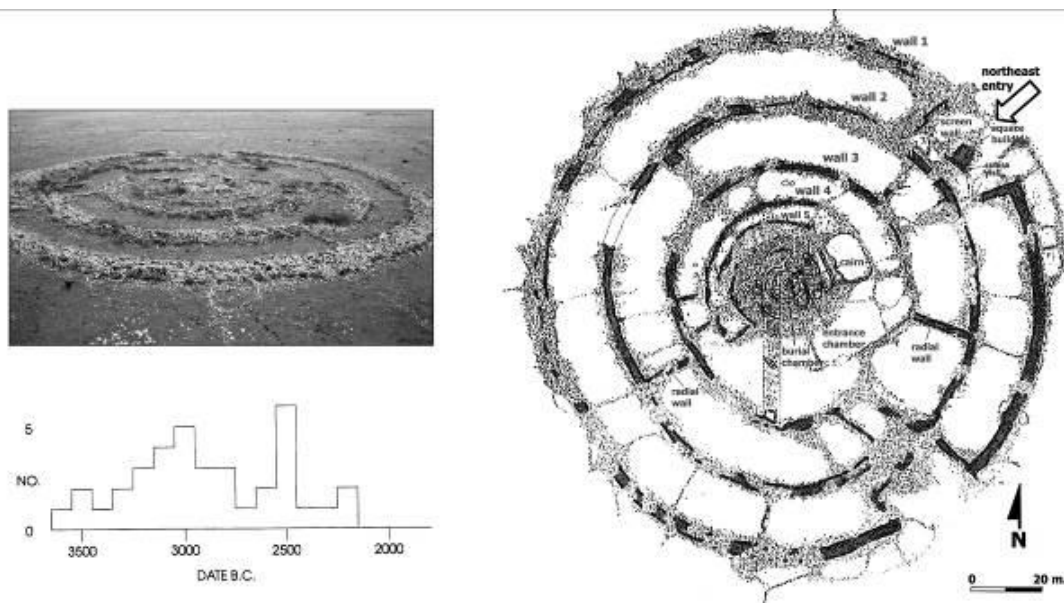 5
NO.
0
3500
3000
2500
2000
DATE B.C.
wall 1
northeast
entry
wall 2
screen
wall
square
wall 3
wall 4
wall 5
cairn
entrance
chamber
burial
chamber
radial
wall
radial
wall
N
0
20 m.